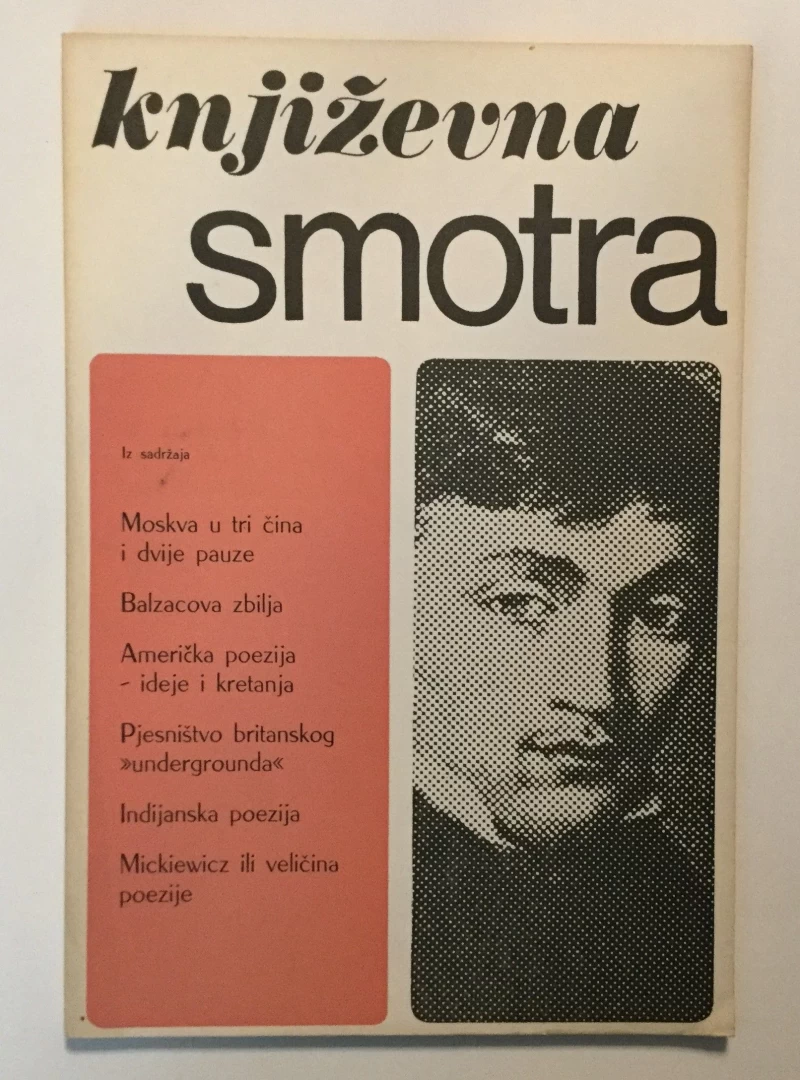 književna
smotra
Iz sadržaja
Moskva u tri čina
i dvije pauze
Balzacova zbilja
Američka poezija
- ideje i kretanja
Pjesništvo britanskog
»undergrounda«
Indijanska poezija
Mickiewicz ili veličina
poezije